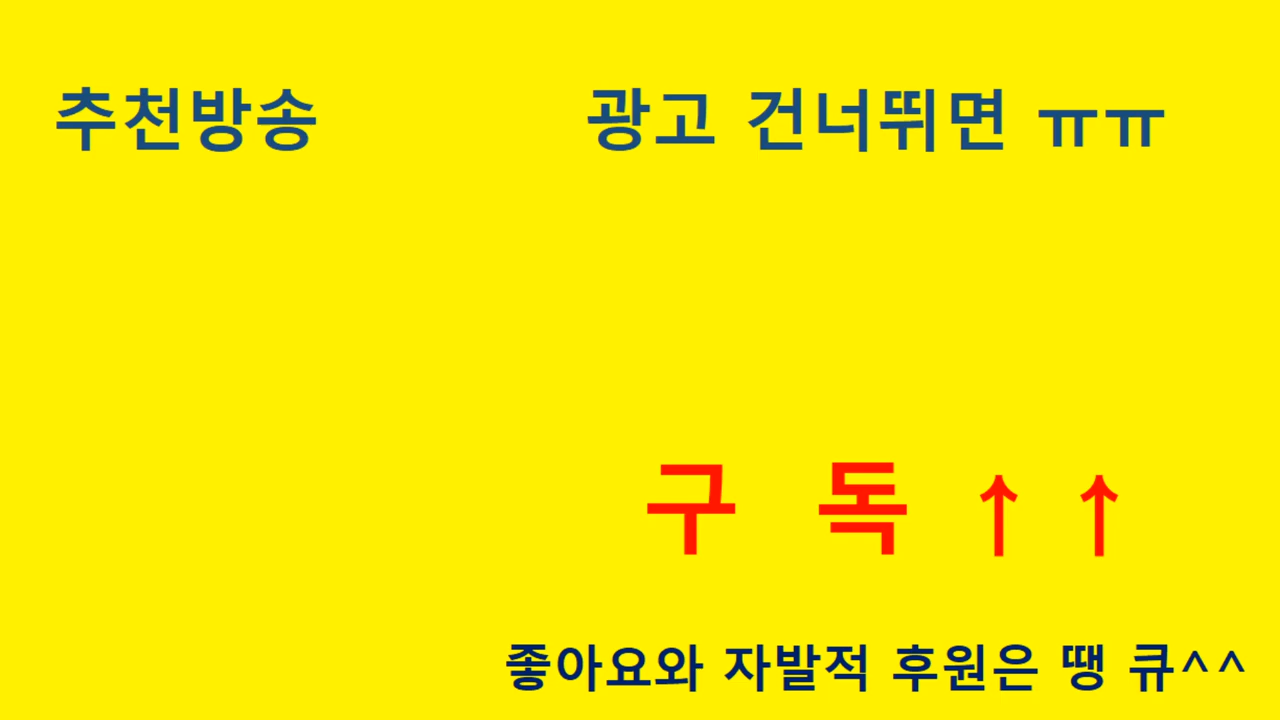 추천방송
광고 건너뛰면 ㅠㅠ
구 독 ↑ ↑
좋아요와 자발적 후원은 땡 큐^^